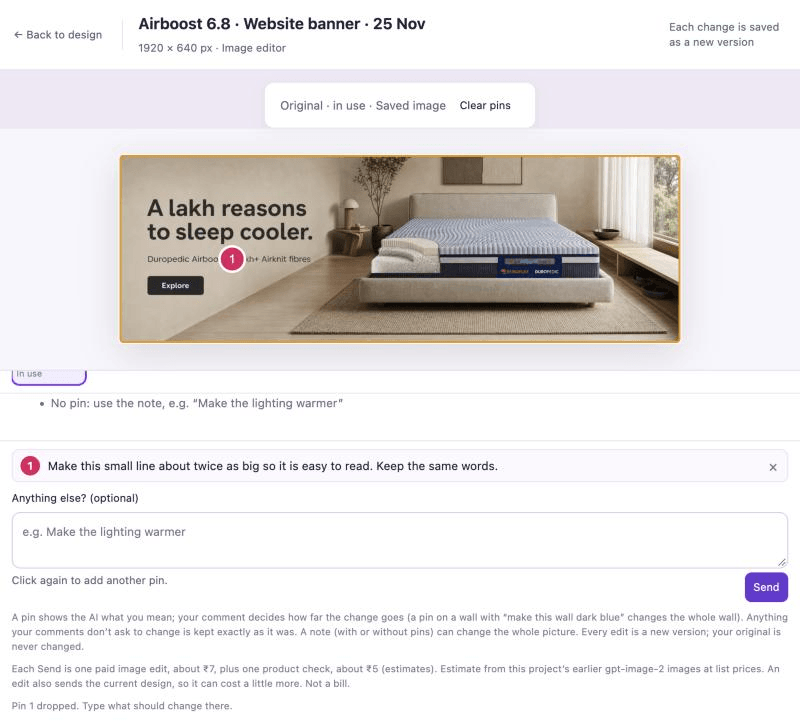 ← Back to design
Airboost 6.8 · Website banner · 25 Nov
1920 × 640 px · Image editor
Each change is saved
as a new version
Original · in use · Saved image
Clear pins
A lakh reasons
to sleep cooler.
Duropedic Airboo
1
kh+ Airknit fibres
Explore
DUROPEDIC
In use
• No pin: use the note, e.g. “Make the lighting warmer”
1 Make this small line about twice as big so it is easy to read. Keep the same words. ×
Anything else? (optional)
e.g. Make the lighting warmer
Click again to add another pin.
Send
A pin shows the AI what you mean; your comment decides how far the change goes (a pin on a wall with “make this wall dark blue” changes the whole wall). Anything
your comments don’t ask to change is kept exactly as it was. A note (with or without pins) can change the whole picture. Every edit is a new version; your original is
never changed.
Each Send is one paid image edit, about ₹7, plus one product check, about ₹5 (estimates). Estimate from this project’s earlier gpt-image-2 images at list prices. An
edit also sends the current design, so it can cost a little more. Not a bill.
Pin 1 dropped. Type what should change there.